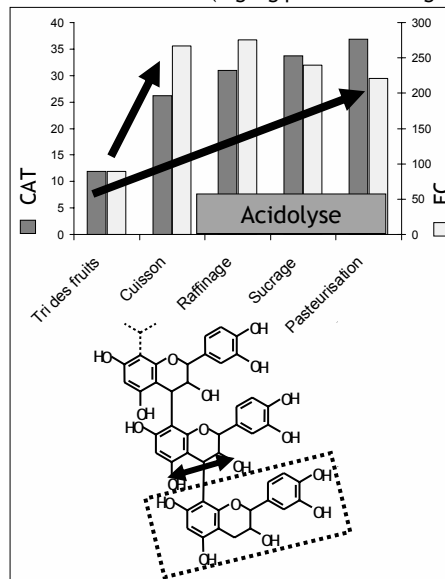 40
35
30
25
20
15
10
5
0
300
250
200
150
100
50
0
CAT
Acidolyse
Tri des fruits
Cuisson
Raffinage
Sucrage
Pasteurisation
OH
OH
HO
O
OH
OH
OH
OH
HO
O
OH
OH
OH
OH
HO
O
OH
OH